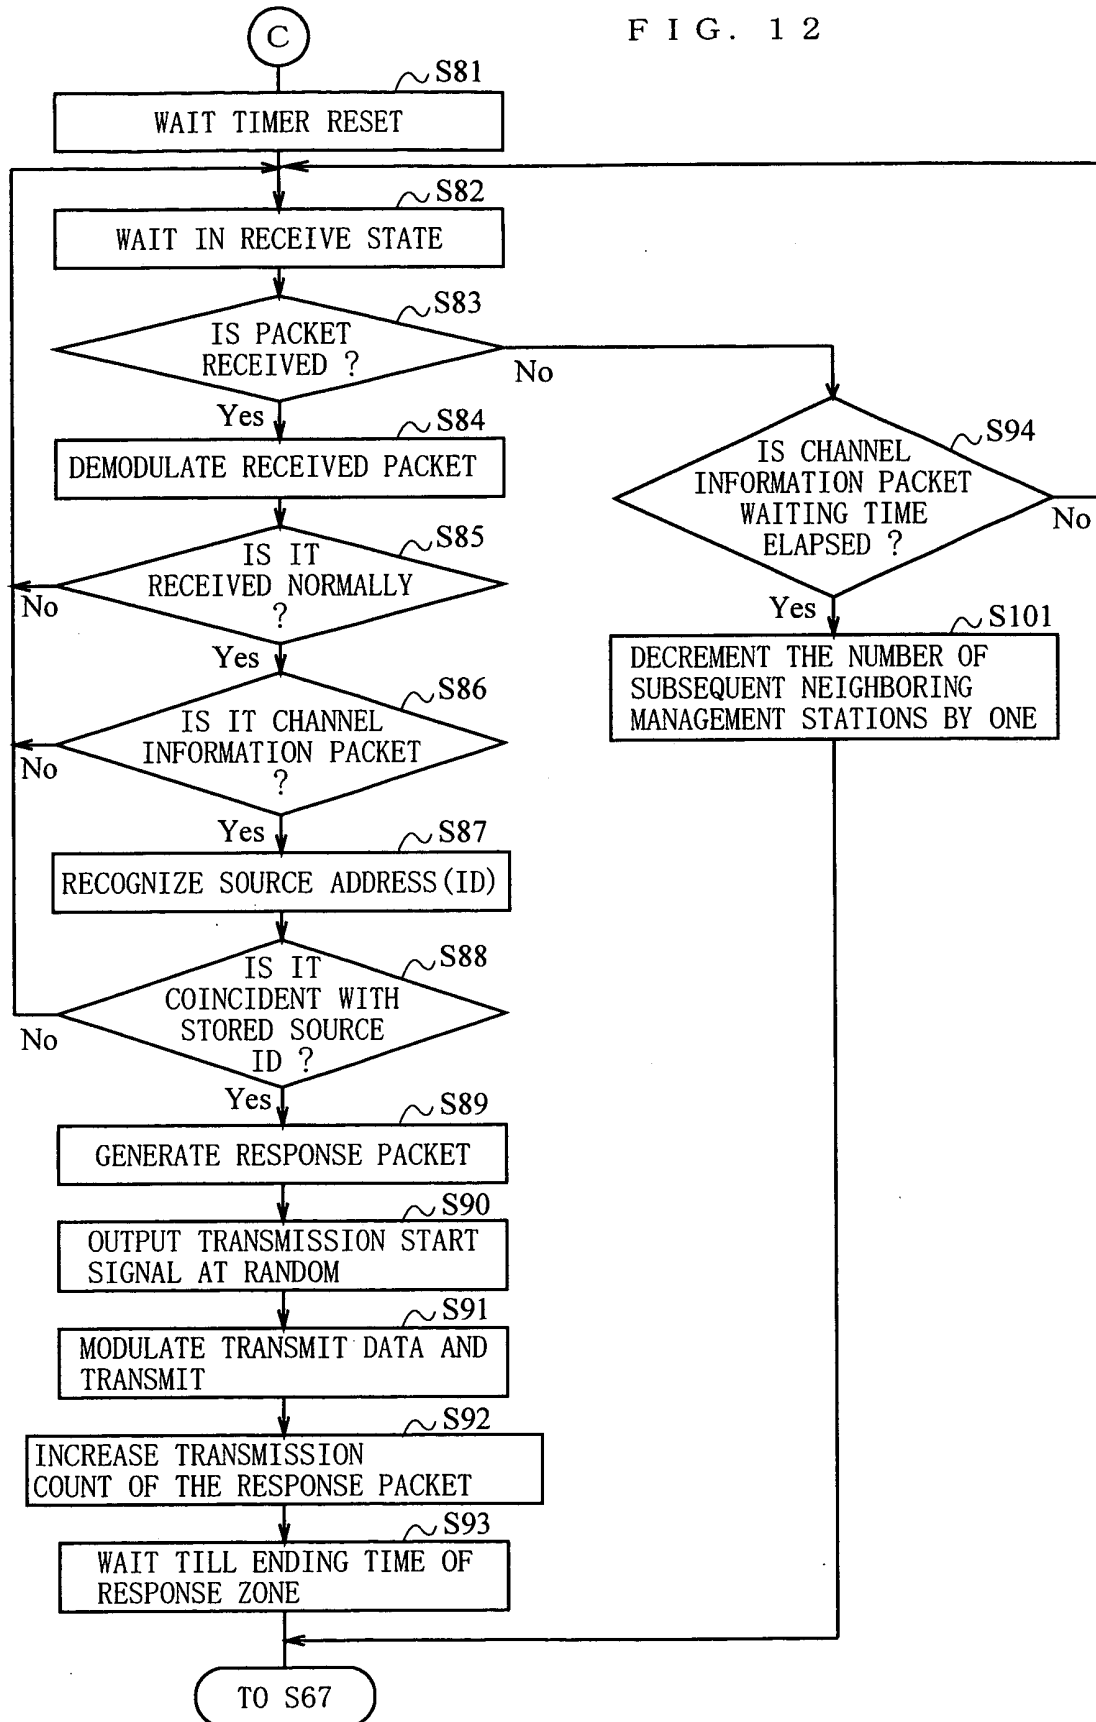 F I G. 1 2
C
S81
WAIT TIMER RESET
S82
WAIT IN RECEIVE STATE
S83
IS PACKET
RECEIVED ?
No
Yes
S84
DEMODULATE RECEIVED PACKET
S85
IS IT
RECEIVED NORMALLY
?
No
Yes
S86
IS IT CHANNEL
INFORMATION PACKET
?
No
Yes
S87
RECOGNIZE SOURCE ADDRESS(ID)
S88
IS IT
COINCIDENT WITH
STORED SOURCE
ID ?
No
Yes
S89
GENERATE RESPONSE PACKET
S90
OUTPUT TRANSMISSION START
SIGNAL AT RANDOM
S91
MODULATE TRANSMIT DATA AND
TRANSMIT
S92
INCREASE TRANSMISSION
COUNT OF THE RESPONSE PACKET
S93
WAIT TILL ENDING TIME OF
RESPONSE ZONE
S94
IS CHANNEL
INFORMATION PACKET
WAITING TIME
ELAPSED ?
No
Yes
S101
DECREMENT THE NUMBER OF
SUBSEQUENT NEIGHBORING
MANAGEMENT STATIONS BY ONE
TO S67